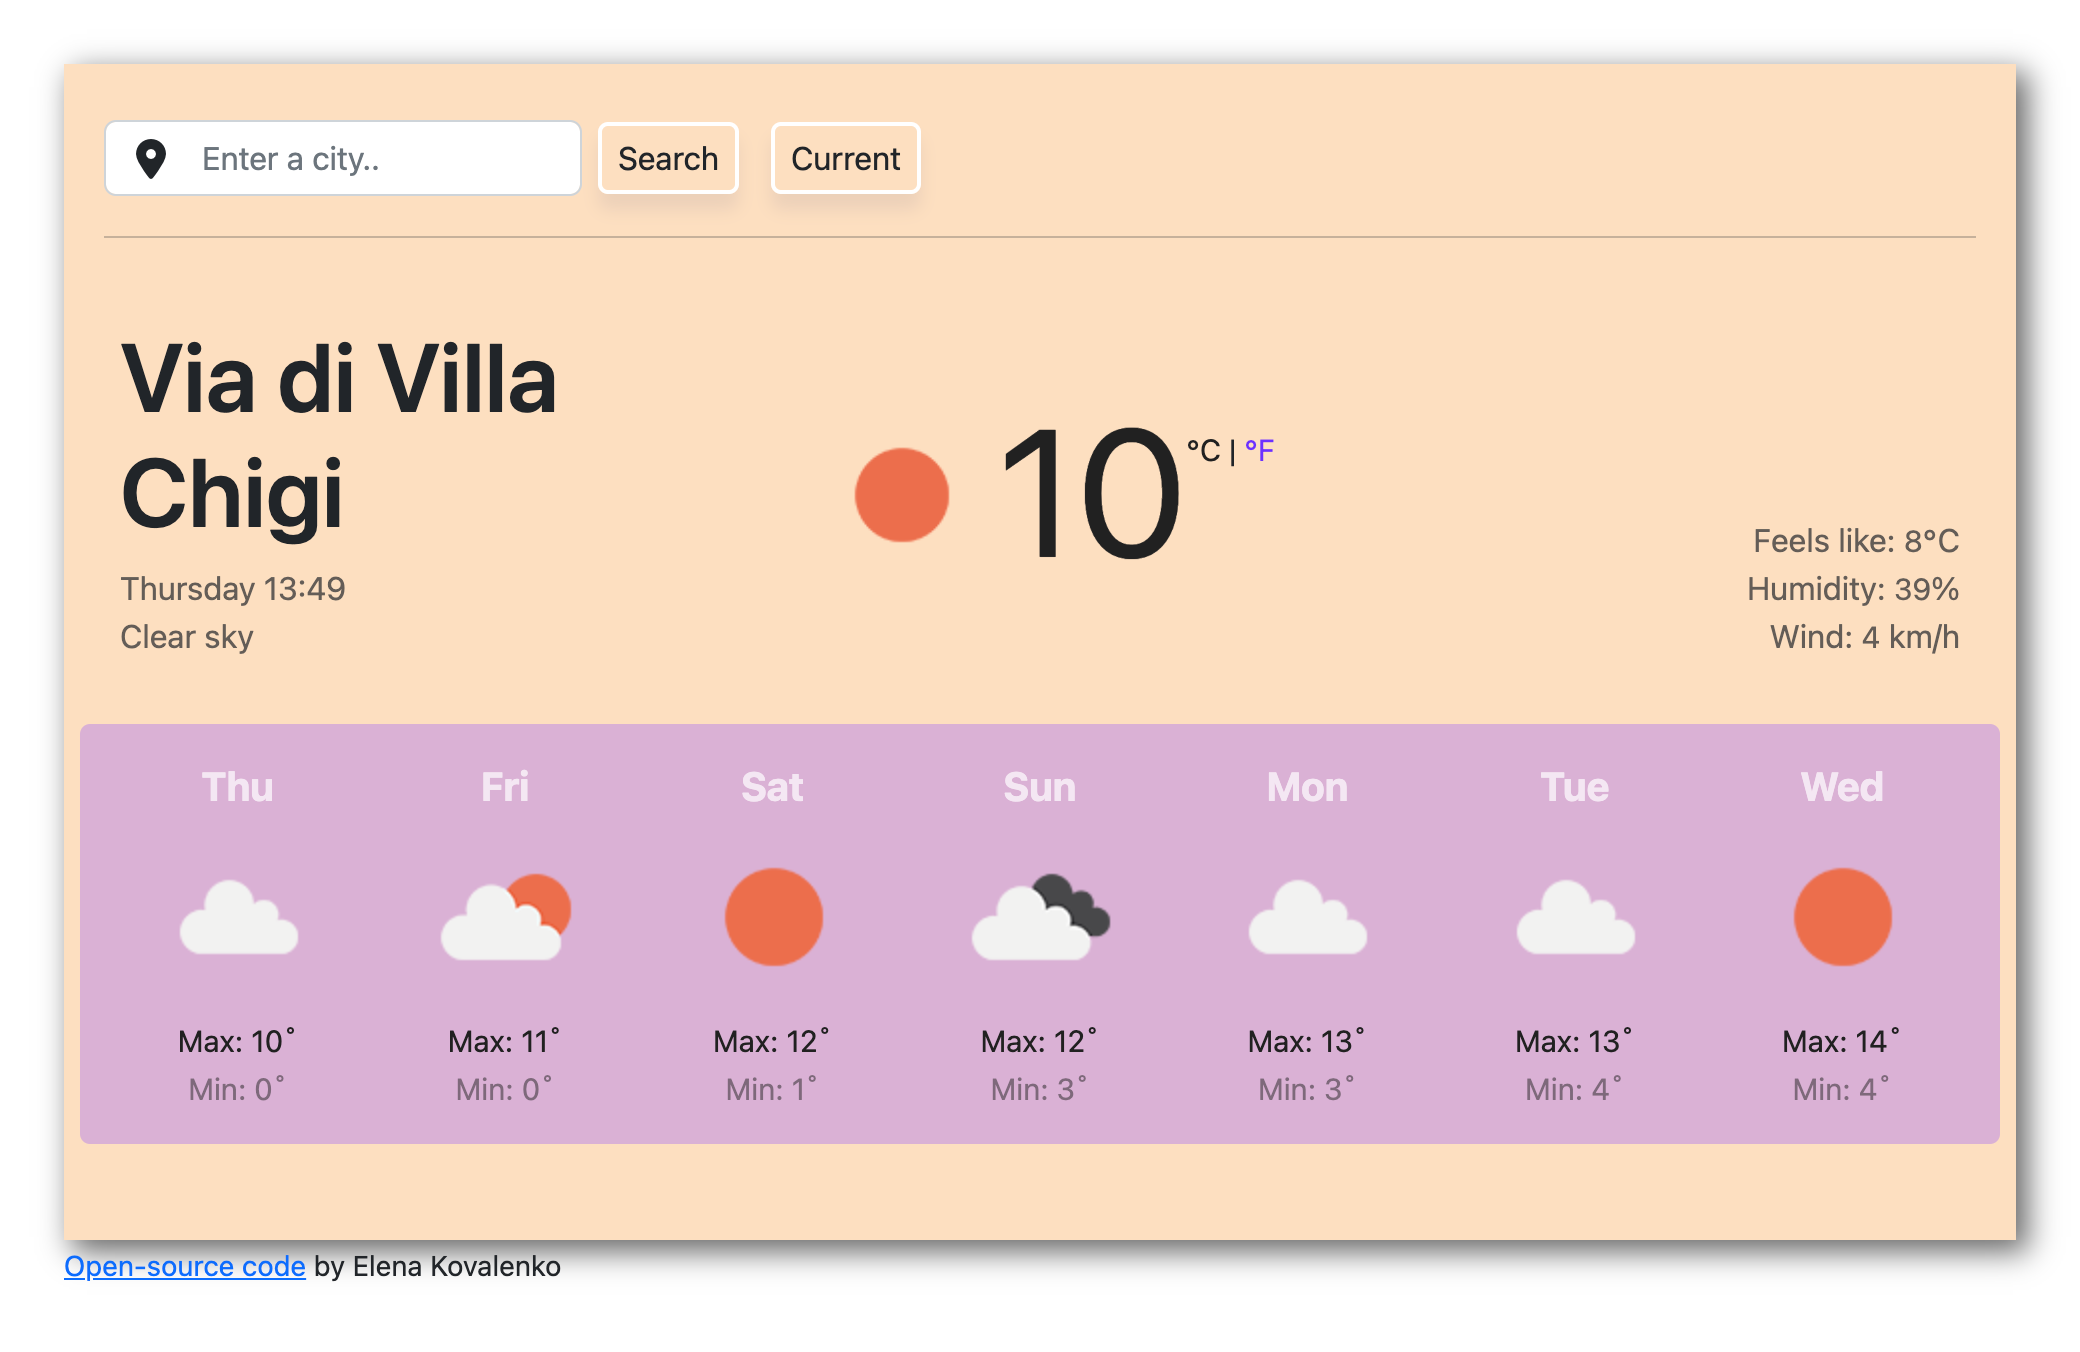 Enter a city..
Search
Current
Via di Villa
Chigi
Thursday 13:49
Clear sky
10 °C | °F
Feels like: 8°C
Humidity: 39%
Wind: 4 km/h
Thu Fri Sat Sun Mon Tue Wed
Max: 10° Max: 11° Max: 12° Max: 12° Max: 13° Max: 13° Max: 14°
Min: 0° Min: 0° Min: 1° Min: 3° Min: 3° Min: 4° Min: 4°
Open-source code by Elena Kovalenko